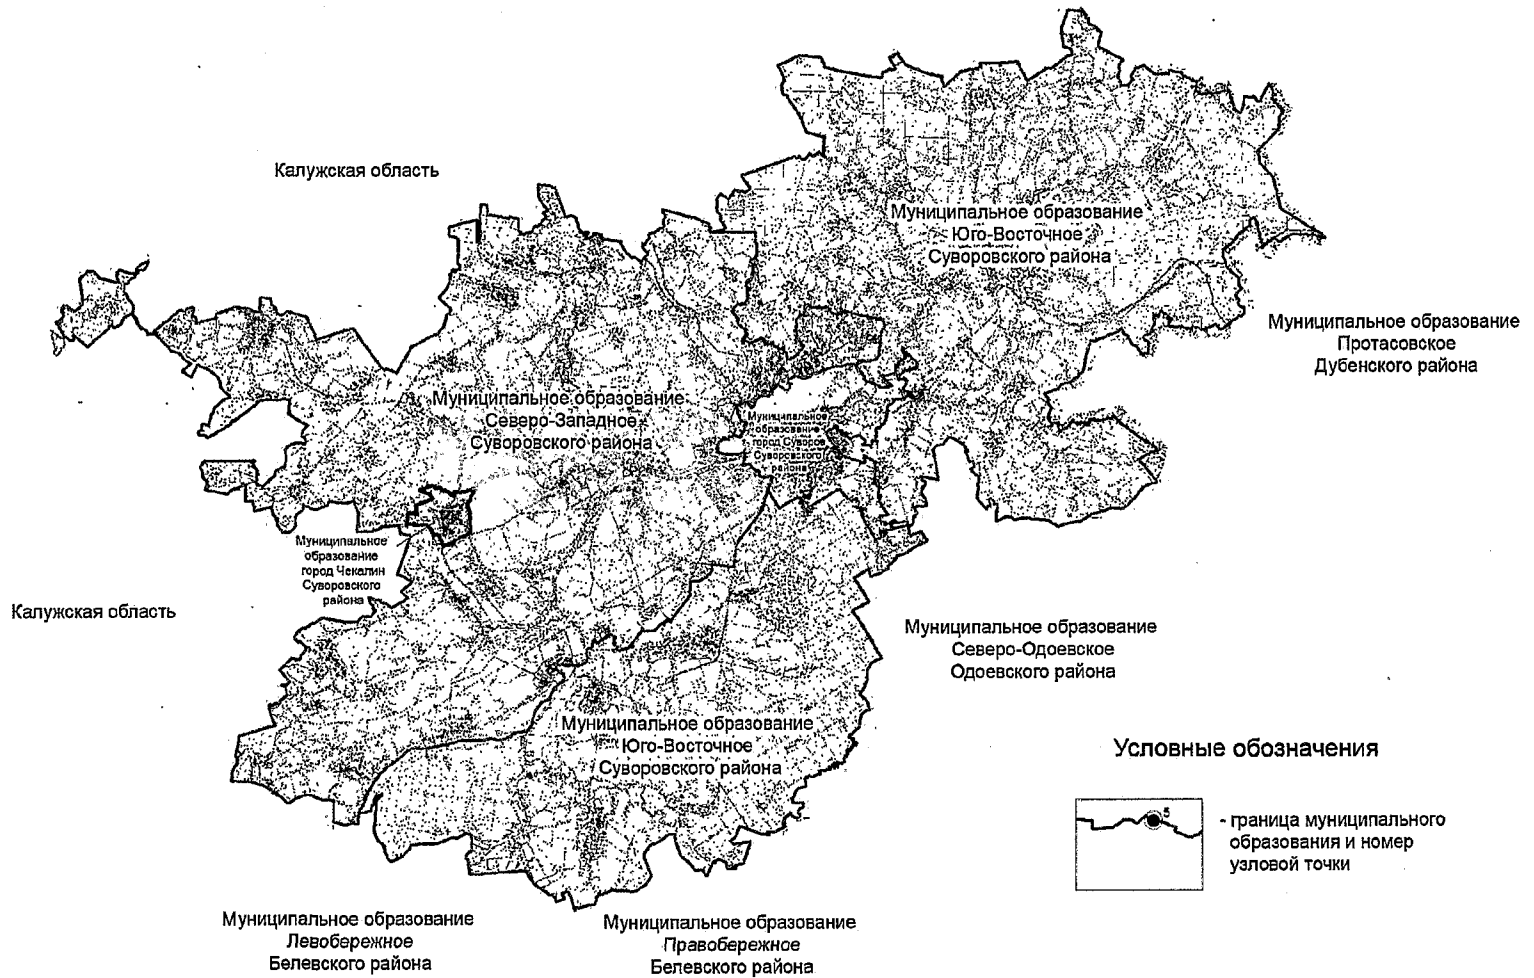 Калужская область
Муниципальное образование
Юго-Восточное
Суворовского района
Муниципальное образование
Протасовское
Дубенского района
Муниципальное образование
Северо-Западное
Суворовского района
Муниципальное
образование
город Суворов
Суворовского
района
Муниципальное
образование
город Чекалин
Суворовского
района
Калужская область
Муниципальное образование
Северо-Одоевское
Одоевского района
Муниципальное образование
Юго-Восточное
Суворовского района
Условные обозначения
5
- граница муниципального
образования и номер
узловой точки
Муниципальное образование
Левобережное
Белевского района
Муниципальное образование
Правобережное
Белевского района